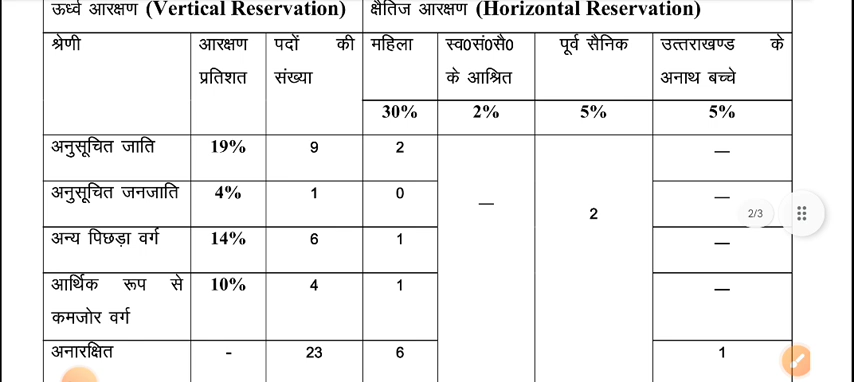 ऊर्ध्व आरक्षण (Vertical Reservation) क्षैतिज आरक्षण (Horizontal Reservation)
श्रेणी आरक्षण पदों की महिला स्व0सं0सै0 पूर्व सैनिक उत्तराखण्ड के
प्रतिशत संख्या के आश्रित अनाथ बच्चे
30% 2% 5% 5%
अनुसूचित जाति 19% 9 2 —
अनुसूचित जनजाति 4% 1 0 — 2 —
2/3
अन्य पिछड़ा वर्ग 14% 6 1 —
आर्थिक रूप से 10% 4 1 —
कमजोर वर्ग
अनारक्षित - 23 6 1